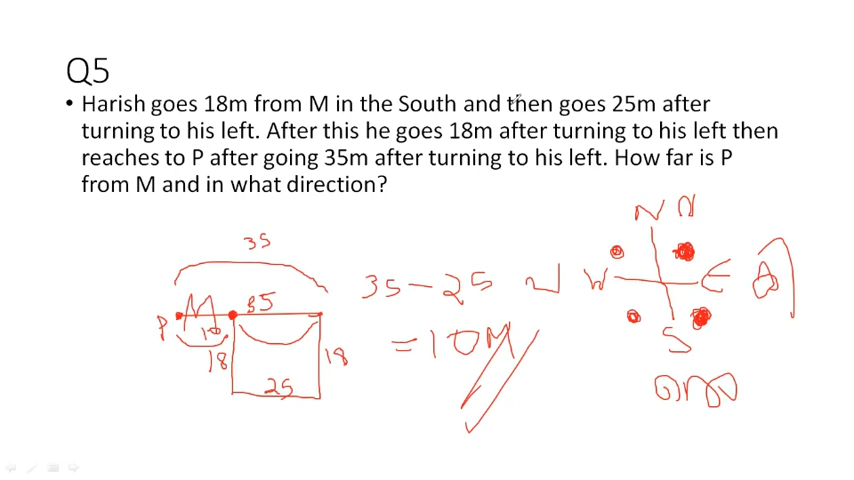 Q5
• Harish goes 18m from M in the South and then goes 25m after
turning to his left. After this he goes 18m after turning to his left then
reaches to P after going 35m after turning to his left. How far is P
from M and in what direction?
N
35
35 - 25
W
E
P
M
35
10
= 10M
18
18
S
25